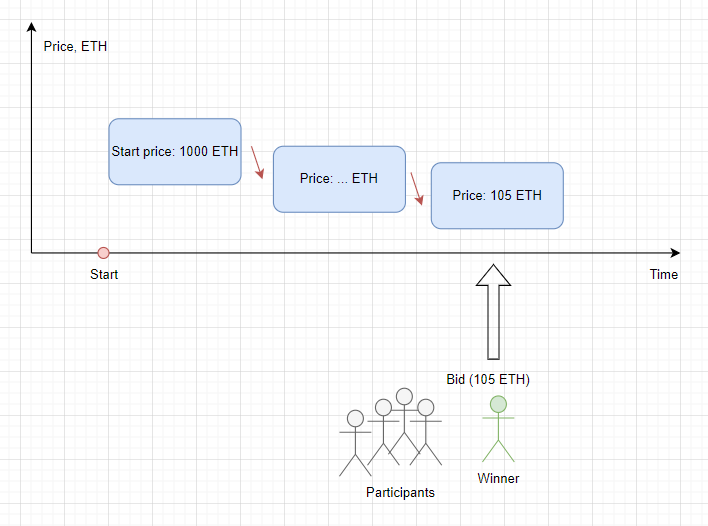 Price, ETH
Start price: 1000 ETH
Price: ... ETH
Price: 105 ETH
Start
Time
Bid (105 ETH)
Winner
Participants